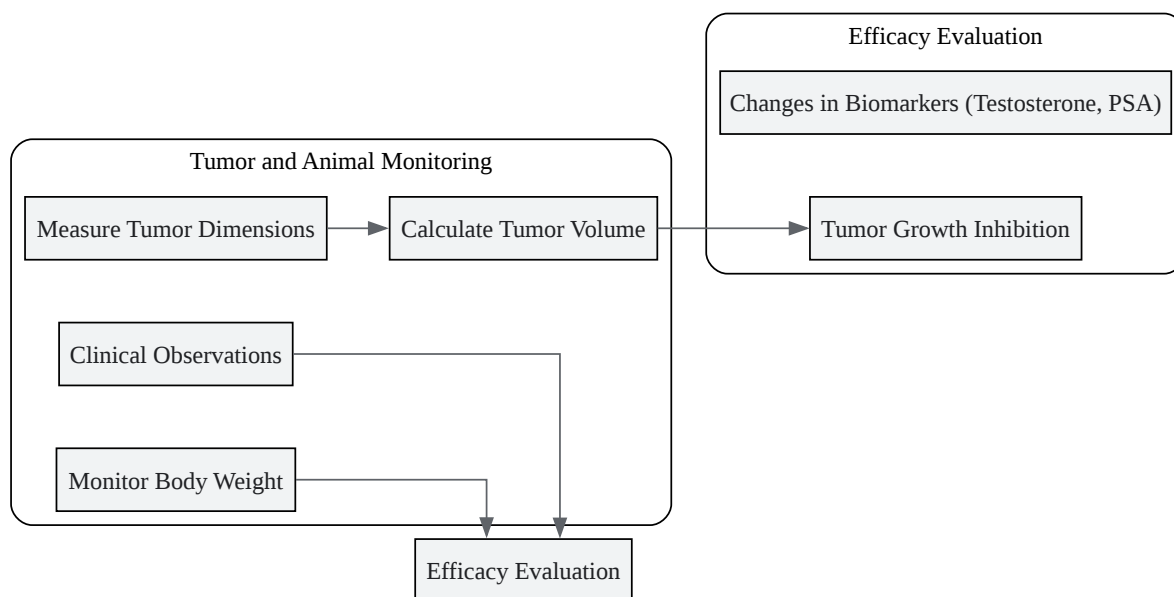 Efficacy Evaluation
Changes in Biomarkers (Testosterone, PSA)
Tumor and Animal Monitoring
Measure Tumor Dimensions
Calculate Tumor Volume
Tumor Growth Inhibition
Clinical Observations
Monitor Body Weight
Efficacy Evaluation